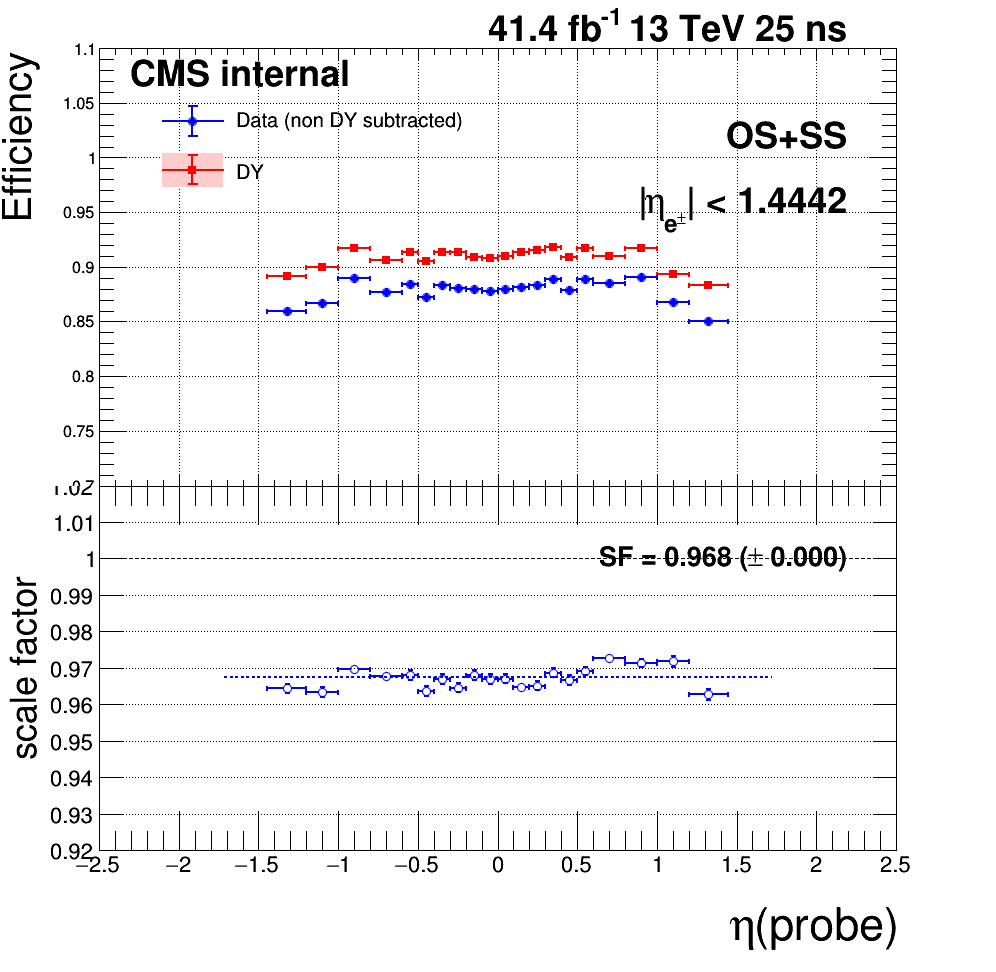 41.4 fb⁻¹ 13 TeV 25 ns
CMS internal
Data (non DY subtracted)
DY
OS+SS
|η_e±| < 1.4442
Efficiency
1.1
1.05
1
0.95
0.9
0.85
0.8
0.75
1.02
1.01
1
0.99
0.98
0.97
0.96
0.95
0.94
0.93
0.92
scale factor
SF = 0.968 (± 0.000)
−2.5 −2 −1.5 −1 −0.5 0 0.5 1 1.5 2 2.5
η(probe)